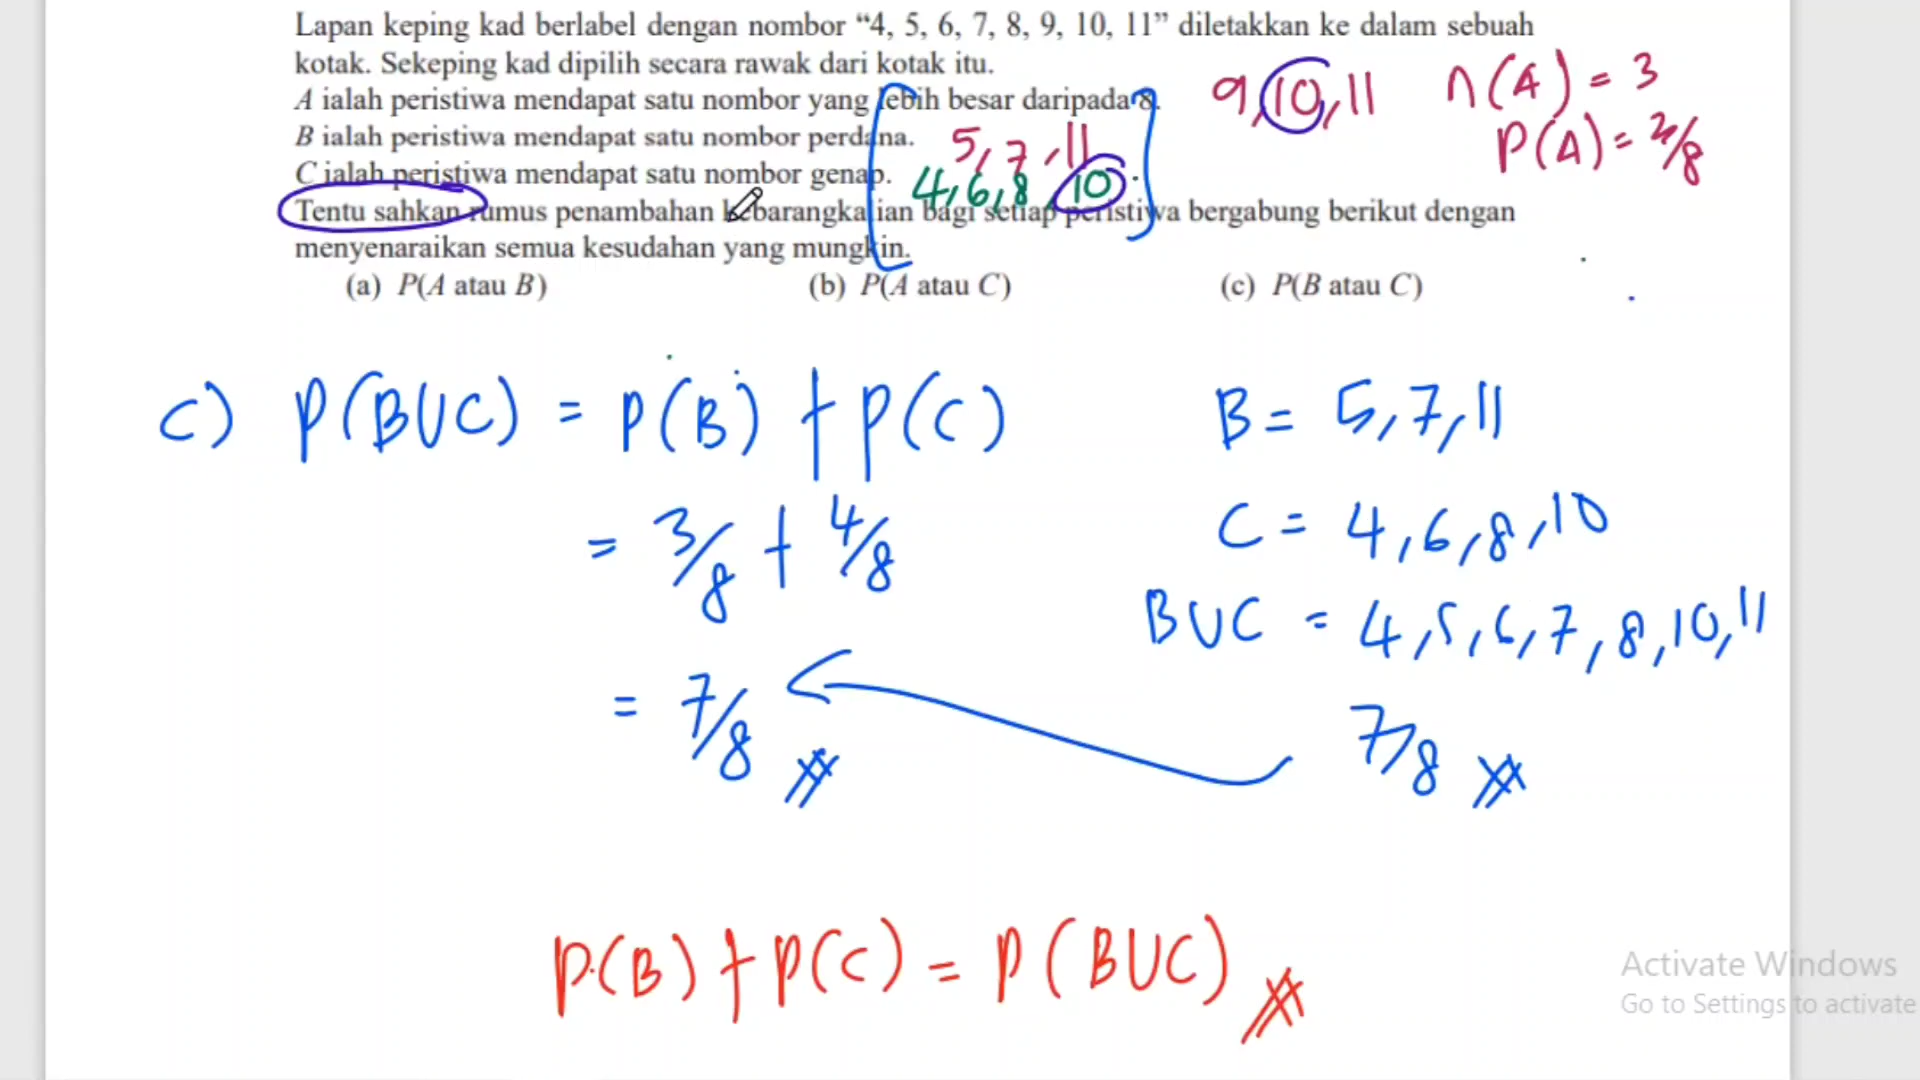 Lapan keping kad berlabel dengan nombor “4, 5, 6, 7, 8, 9, 10, 11” diletakkan ke dalam sebuah
kotak. Sekeping kad dipilih secara rawak dari kotak itu.
A ialah peristiwa mendapat satu nombor yang lebih besar daripada 8.
9, 10, 11
n(A) = 3
P(A) = 3/8
B ialah peristiwa mendapat satu nombor perdana.
5, 7, 11
C ialah peristiwa mendapat satu nombor genap.
4, 6, 8, 10
Tentu sahkan rumus penambahan kebarangkalian bagi setiap peristiwa bergabung berikut dengan
menyenaraikan semua kesudahan yang mungkin.
(a) P(A atau B) (b) P(A atau C) (c) P(B atau C)
c) P(BUC) = P(B) + P(C)
= 3/8 + 4/8
= 7/8
B = 5, 7, 11
C = 4, 6, 8, 10
BUC = 4, 5, 6, 7, 8, 10, 11
7/8
P(B) + P(C) = P(BUC)
Activate Windows
Go to Settings to activate